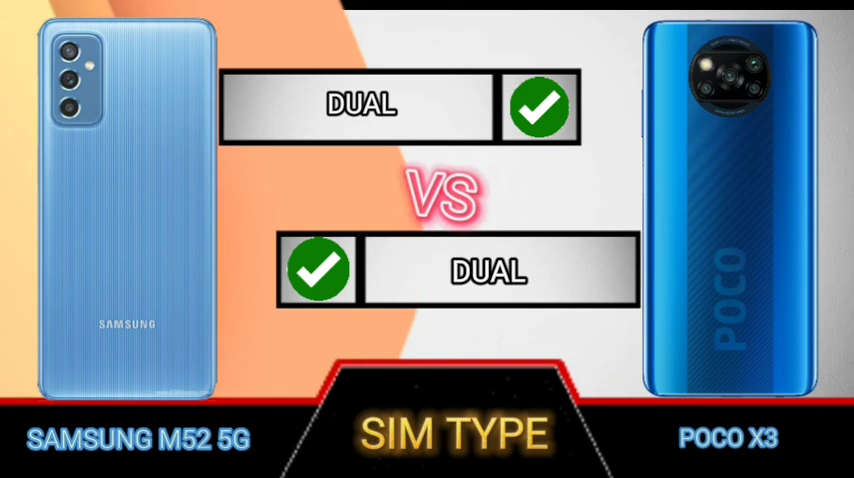 DUAL
VS
DUAL
SAMSUNG
POCO
SAMSUNG M52 5G
SIM TYPE
POCO X3